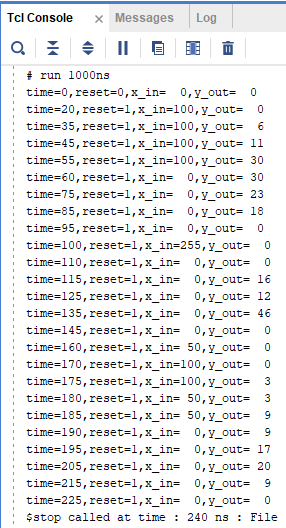 Tcl Console × Messages Log
# run 1000ns
time=0,reset=0,x_in=  0,y_out=  0
time=20,reset=1,x_in=100,y_out=  0
time=35,reset=1,x_in=100,y_out=  6
time=45,reset=1,x_in=100,y_out= 11
time=55,reset=1,x_in=100,y_out= 30
time=60,reset=1,x_in=  0,y_out= 30
time=75,reset=1,x_in=  0,y_out= 23
time=85,reset=1,x_in=  0,y_out= 18
time=95,reset=1,x_in=  0,y_out=  0
time=100,reset=1,x_in=255,y_out=  0
time=110,reset=1,x_in=  0,y_out=  0
time=115,reset=1,x_in=  0,y_out= 16
time=125,reset=1,x_in=  0,y_out= 12
time=135,reset=1,x_in=  0,y_out= 46
time=145,reset=1,x_in=  0,y_out=  0
time=160,reset=1,x_in= 50,y_out=  0
time=170,reset=1,x_in=100,y_out=  0
time=175,reset=1,x_in=100,y_out=  3
time=180,reset=1,x_in= 50,y_out=  3
time=185,reset=1,x_in= 50,y_out=  9
time=190,reset=1,x_in=  0,y_out=  9
time=195,reset=1,x_in=  0,y_out= 17
time=205,reset=1,x_in=  0,y_out= 20
time=215,reset=1,x_in=  0,y_out=  9
time=225,reset=1,x_in=  0,y_out=  0
$stop called at time : 240 ns : File